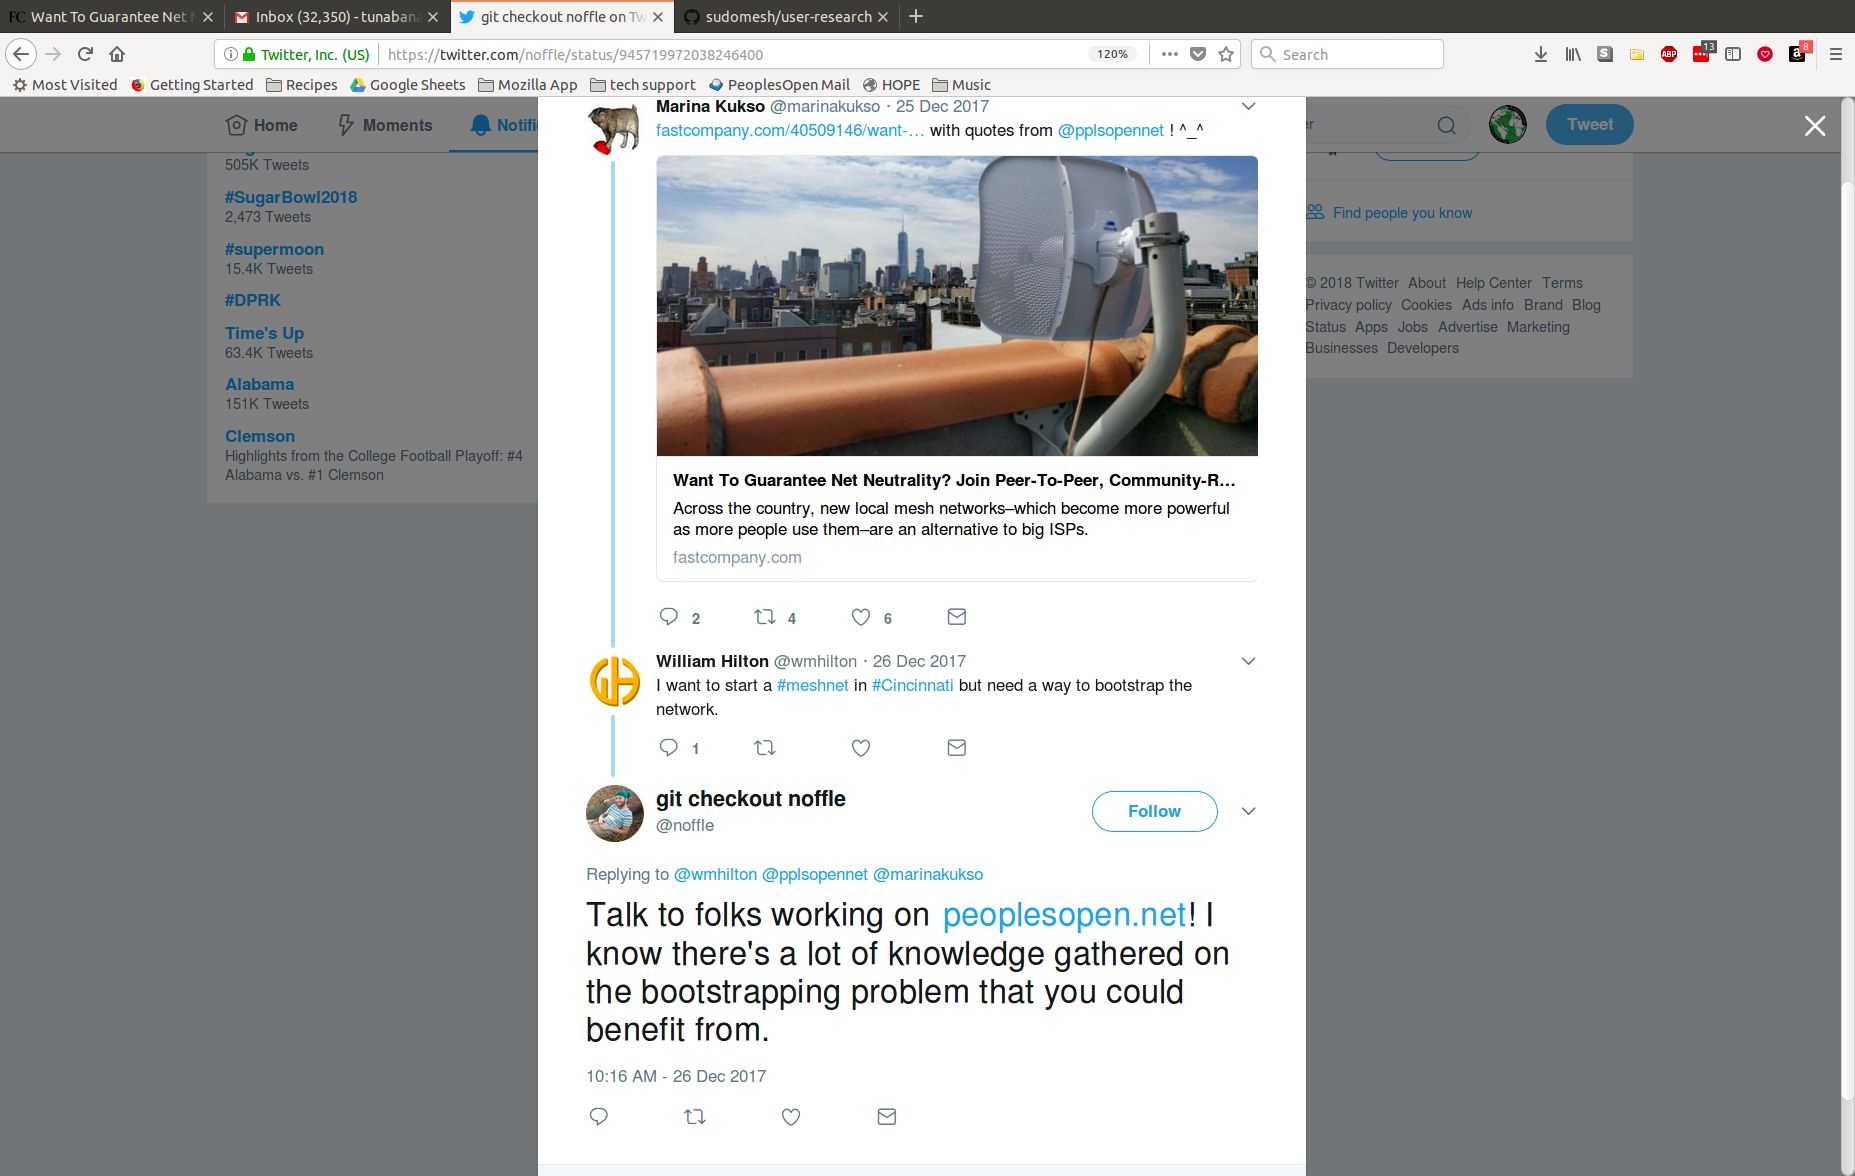 FC Want To Guarantee Net N
Inbox (32,350) - tunabana
git checkout noffle on Tw
sudomesh/user-research
Twitter, Inc. (US)
https://twitter.com/noffle/status/945719972038246400
120%
Search
S
ABP
13
a
8
Most Visited
Getting Started
Recipes
Google Sheets
Mozilla App
tech support
PeoplesOpen Mail
HOPE
Music
Home
Moments
Notifi
er
Tweet
505K Tweets
#SugarBowl2018
2,473 Tweets
#supermoon
15.4K Tweets
#DPRK
Time's Up
63.4K Tweets
Alabama
151K Tweets
Clemson
Highlights from the College Football Playoff: #4
Alabama vs. #1 Clemson
Marina Kukso @marinakukso · 25 Dec 2017
fastcompany.com/40509146/want-… with quotes from @pplsopennet ! ^_^
Want To Guarantee Net Neutrality? Join Peer-To-Peer, Community-R...
Across the country, new local mesh networks–which become more powerful
as more people use them–are an alternative to big ISPs.
fastcompany.com
2
4
6
William Hilton @wmhilton · 26 Dec 2017
I want to start a #meshnet in #Cincinnati but need a way to bootstrap the
network.
1
git checkout noffle
@noffle
Follow
Replying to @wmhilton @pplsopennet @marinakukso
Talk to folks working on peoplesopen.net! I
know there's a lot of knowledge gathered on
the bootstrapping problem that you could
benefit from.
10:16 AM - 26 Dec 2017
Find people you know
© 2018 Twitter About Help Center Terms
Privacy policy Cookies Ads info Brand Blog
Status Apps Jobs Advertise Marketing
Businesses Developers